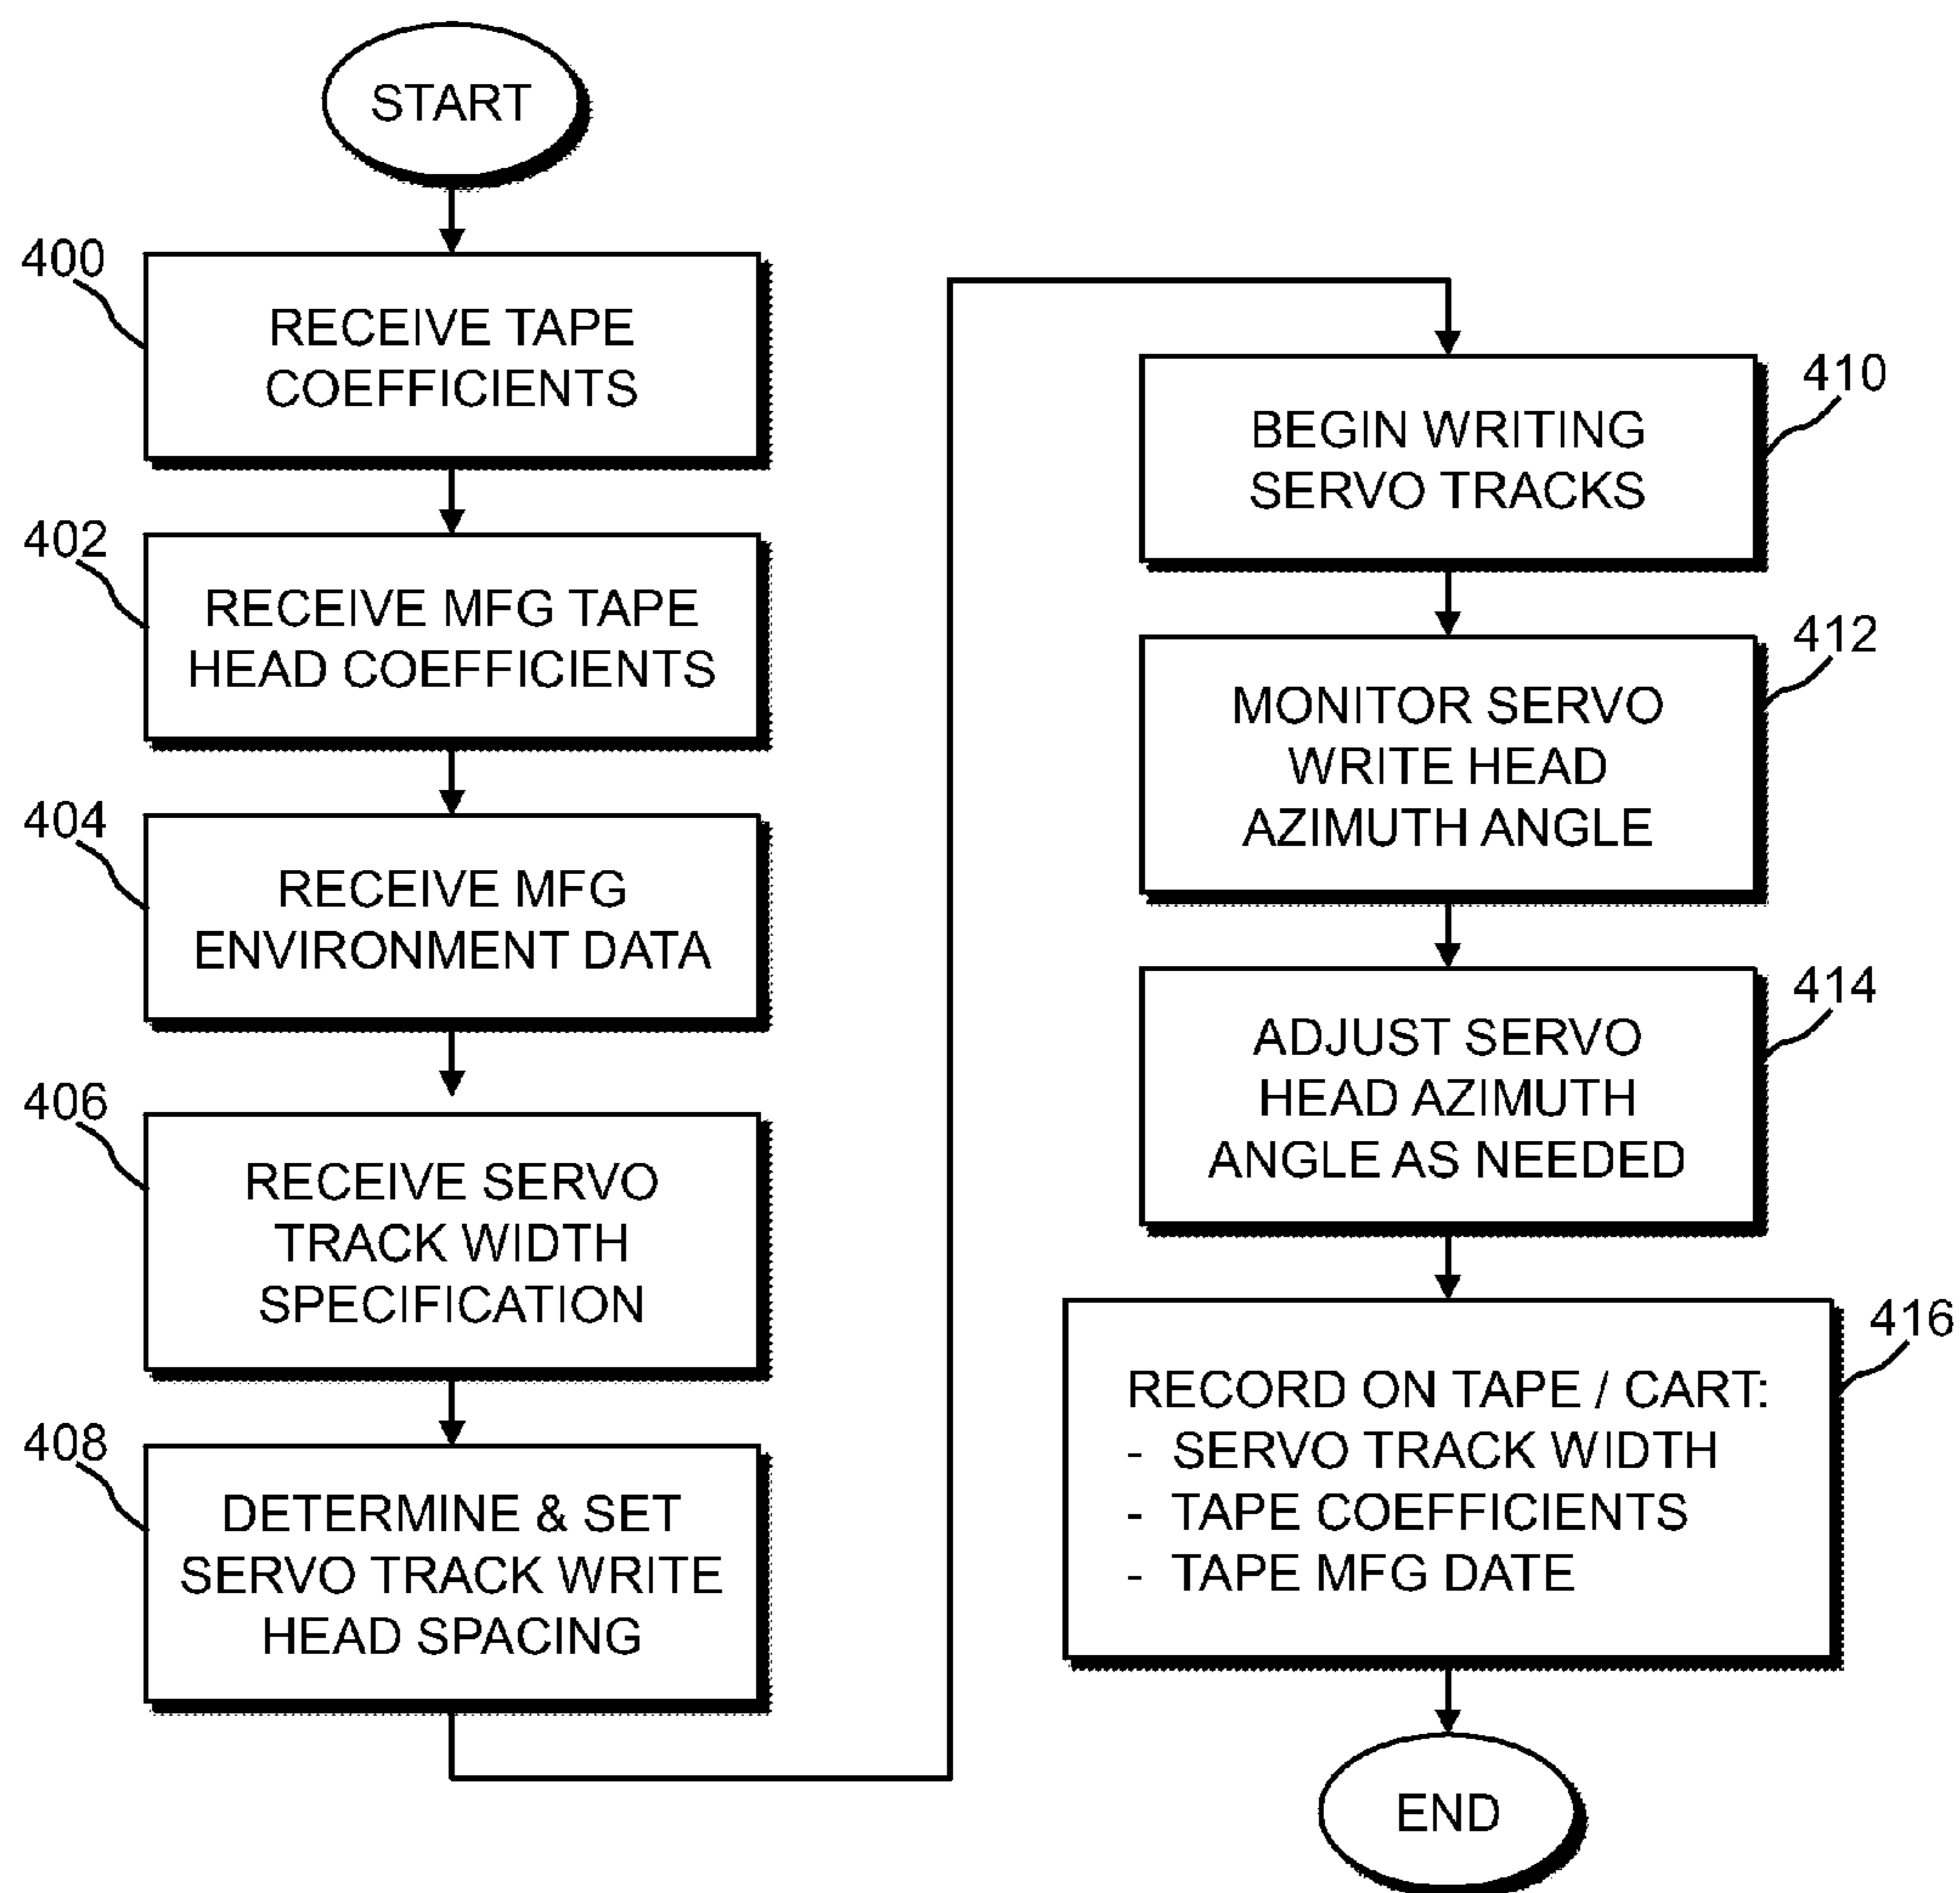 START
400
RECEIVE TAPE
COEFFICIENTS
402
RECEIVE MFG TAPE
HEAD COEFFICIENTS
404
RECEIVE MFG
ENVIRONMENT DATA
406
RECEIVE SERVO
TRACK WIDTH
SPECIFICATION
408
DETERMINE & SET
SERVO TRACK WRITE
HEAD SPACING
410
BEGIN WRITING
SERVO TRACKS
412
MONITOR SERVO
WRITE HEAD
AZIMUTH ANGLE
414
ADJUST SERVO
HEAD AZIMUTH
ANGLE AS NEEDED
416
RECORD ON TAPE / CART:
- SERVO TRACK WIDTH
- TAPE COEFFICIENTS
- TAPE MFG DATE
END